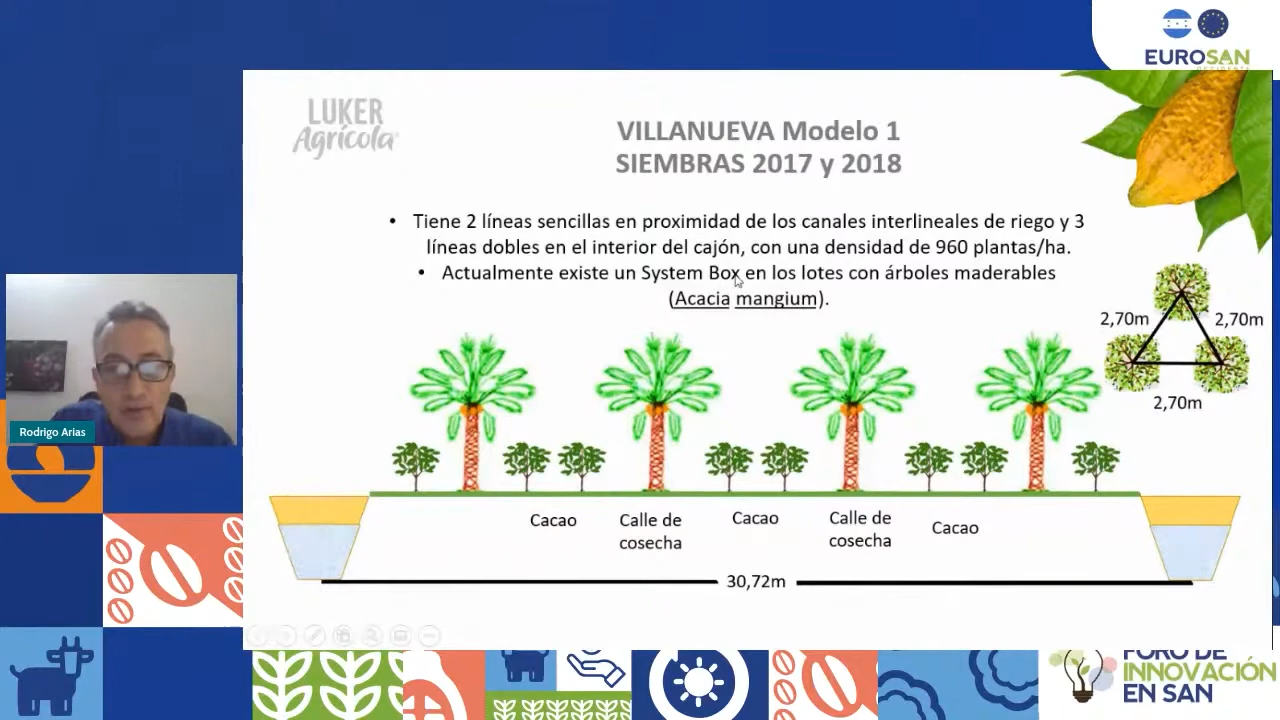 EUROSAN
OCCIDENTE
LUKER
Agrícola
VILLANUEVA Modelo 1
SIEMBRAS 2017 y 2018
• Tiene 2 líneas sencillas en proximidad de los canales interlineales de riego y 3
líneas dobles en el interior del cajón, con una densidad de 960 plantas/ha.
• Actualmente existe un System Box en los lotes con árboles maderables
(Acacia mangium).
2,70m
2,70m
2,70m
Rodrigo Arias
Cacao
Calle de
cosecha
Cacao
Calle de
cosecha
Cacao
30,72m
FORO DE
INNOVACIÓN
EN SAN